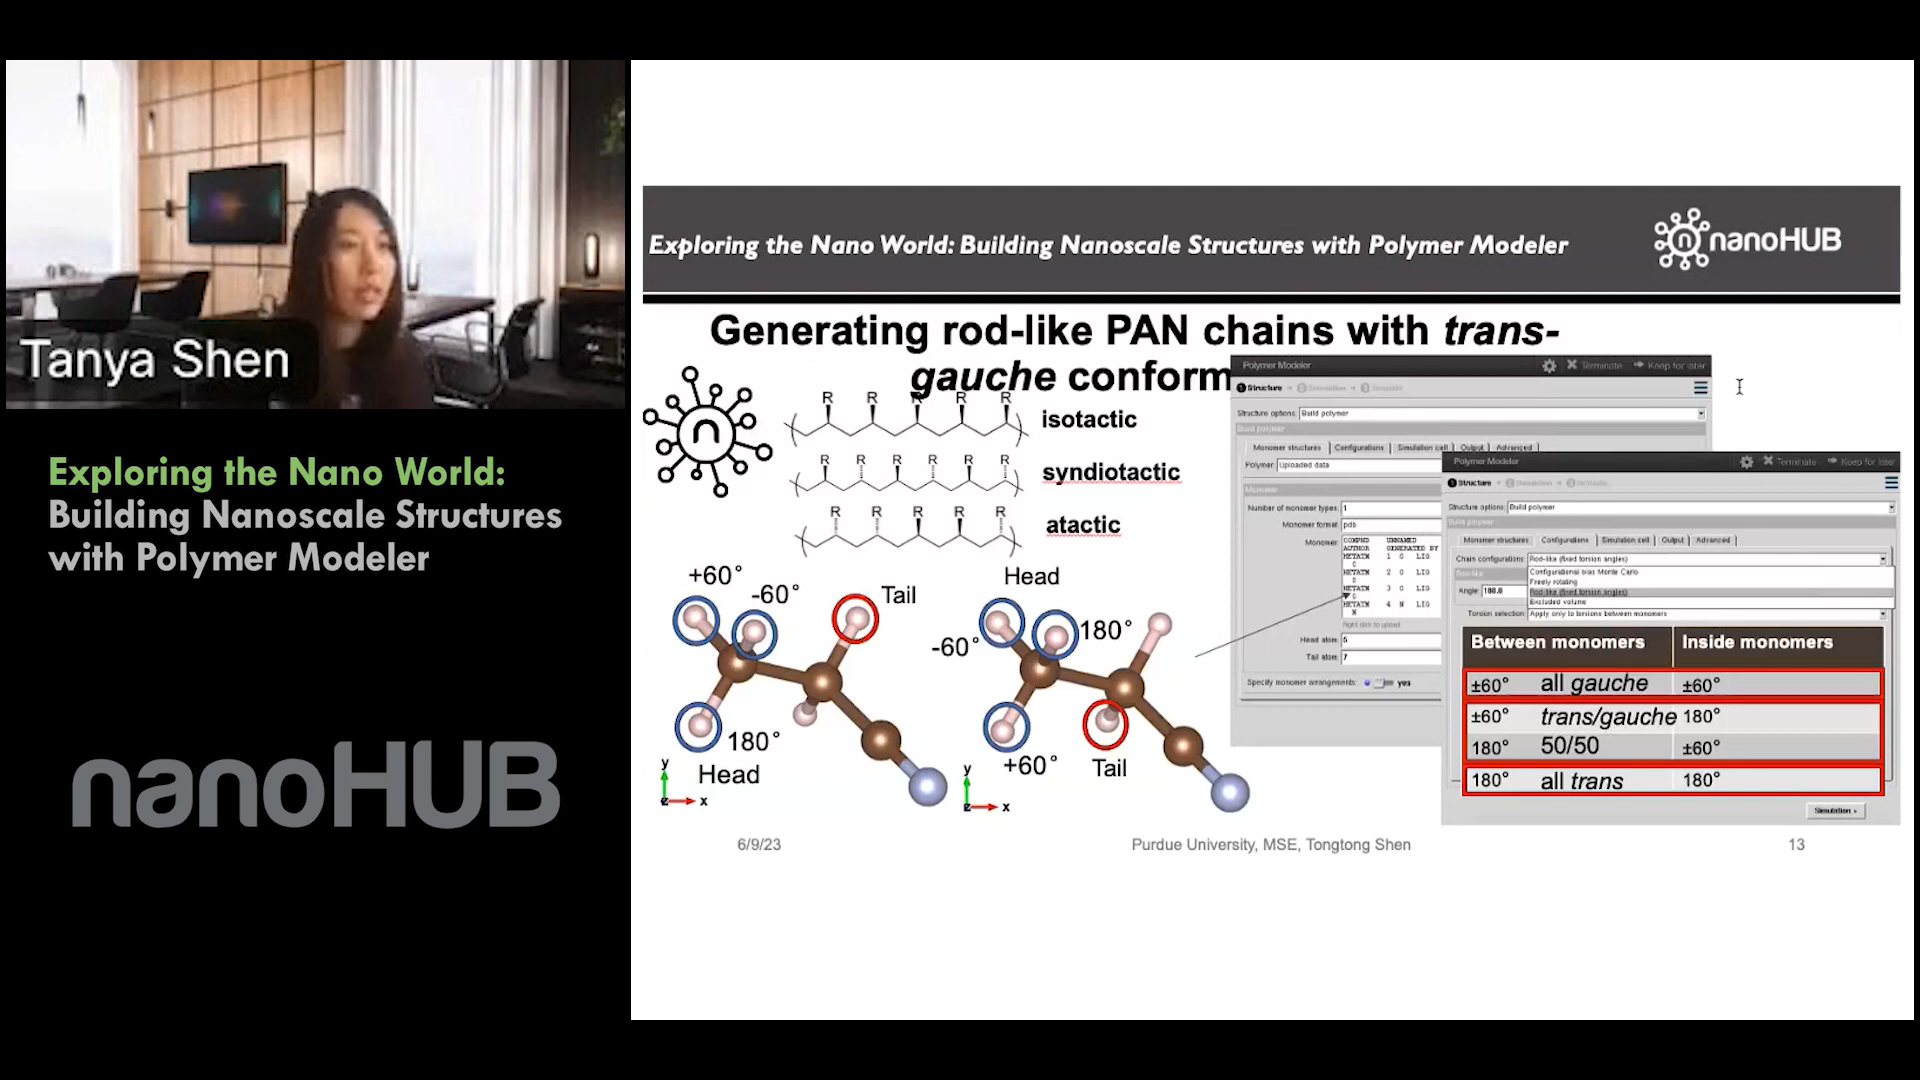 Tanya Shen
Exploring the Nano World:
Building Nanoscale Structures
with Polymer Modeler
nanoHUB
Exploring the Nano World: Building Nanoscale Structures with Polymer Modeler
nanoHUB
Generating rod-like PAN chains with trans-
gauche conform
R R R R R
isotactic
R R R R R R
syndiotactic
R R R R R
atactic
+60°
-60°
Tail
180°
Head
y
z x
Head
-60°
180°
+60°
Tail
y
z x
Polymer Modeler
Terminate Keep for later
1 Structure
Structure options: Build polymer
Build polymer
Monomer structures Configurations Simulation cell Output Advanced
Polymer: Uploaded data
Monomer
Number of monomer types: 1
Monomer format: pdb
Monomer:
COMPND UNNAMED
AUTHOR GENERATED BY
HETATM 1 C LIG
C
HETATM 2 C LIG
C
HETATM 3 C LIG
C
HETATM 4 N LIG
N
Right click to upload
Head atom: 5
Tail atom: 7
Specify monomer arrangements: yes
Polymer Modeler
Terminate Keep for later
1 Structure
Structure options: Build polymer
Build polymer
Monomer structures Configurations Simulation cell Output Advanced
Chain configurations: Rod-like (fixed torsion angles)
Configurational bias Monte Carlo
Freely rotating
Angle: 180.0
Rod-like (fixed torsion angles)
Excluded volume
Torsion selection: Apply only to torsions between monomers
Between monomers Inside monomers
±60° all gauche ±60°
±60° trans/gauche 180°
180° 50/50 ±60°
180° all trans 180°
Simulation >
6/9/23
Purdue University, MSE, Tongtong Shen
13